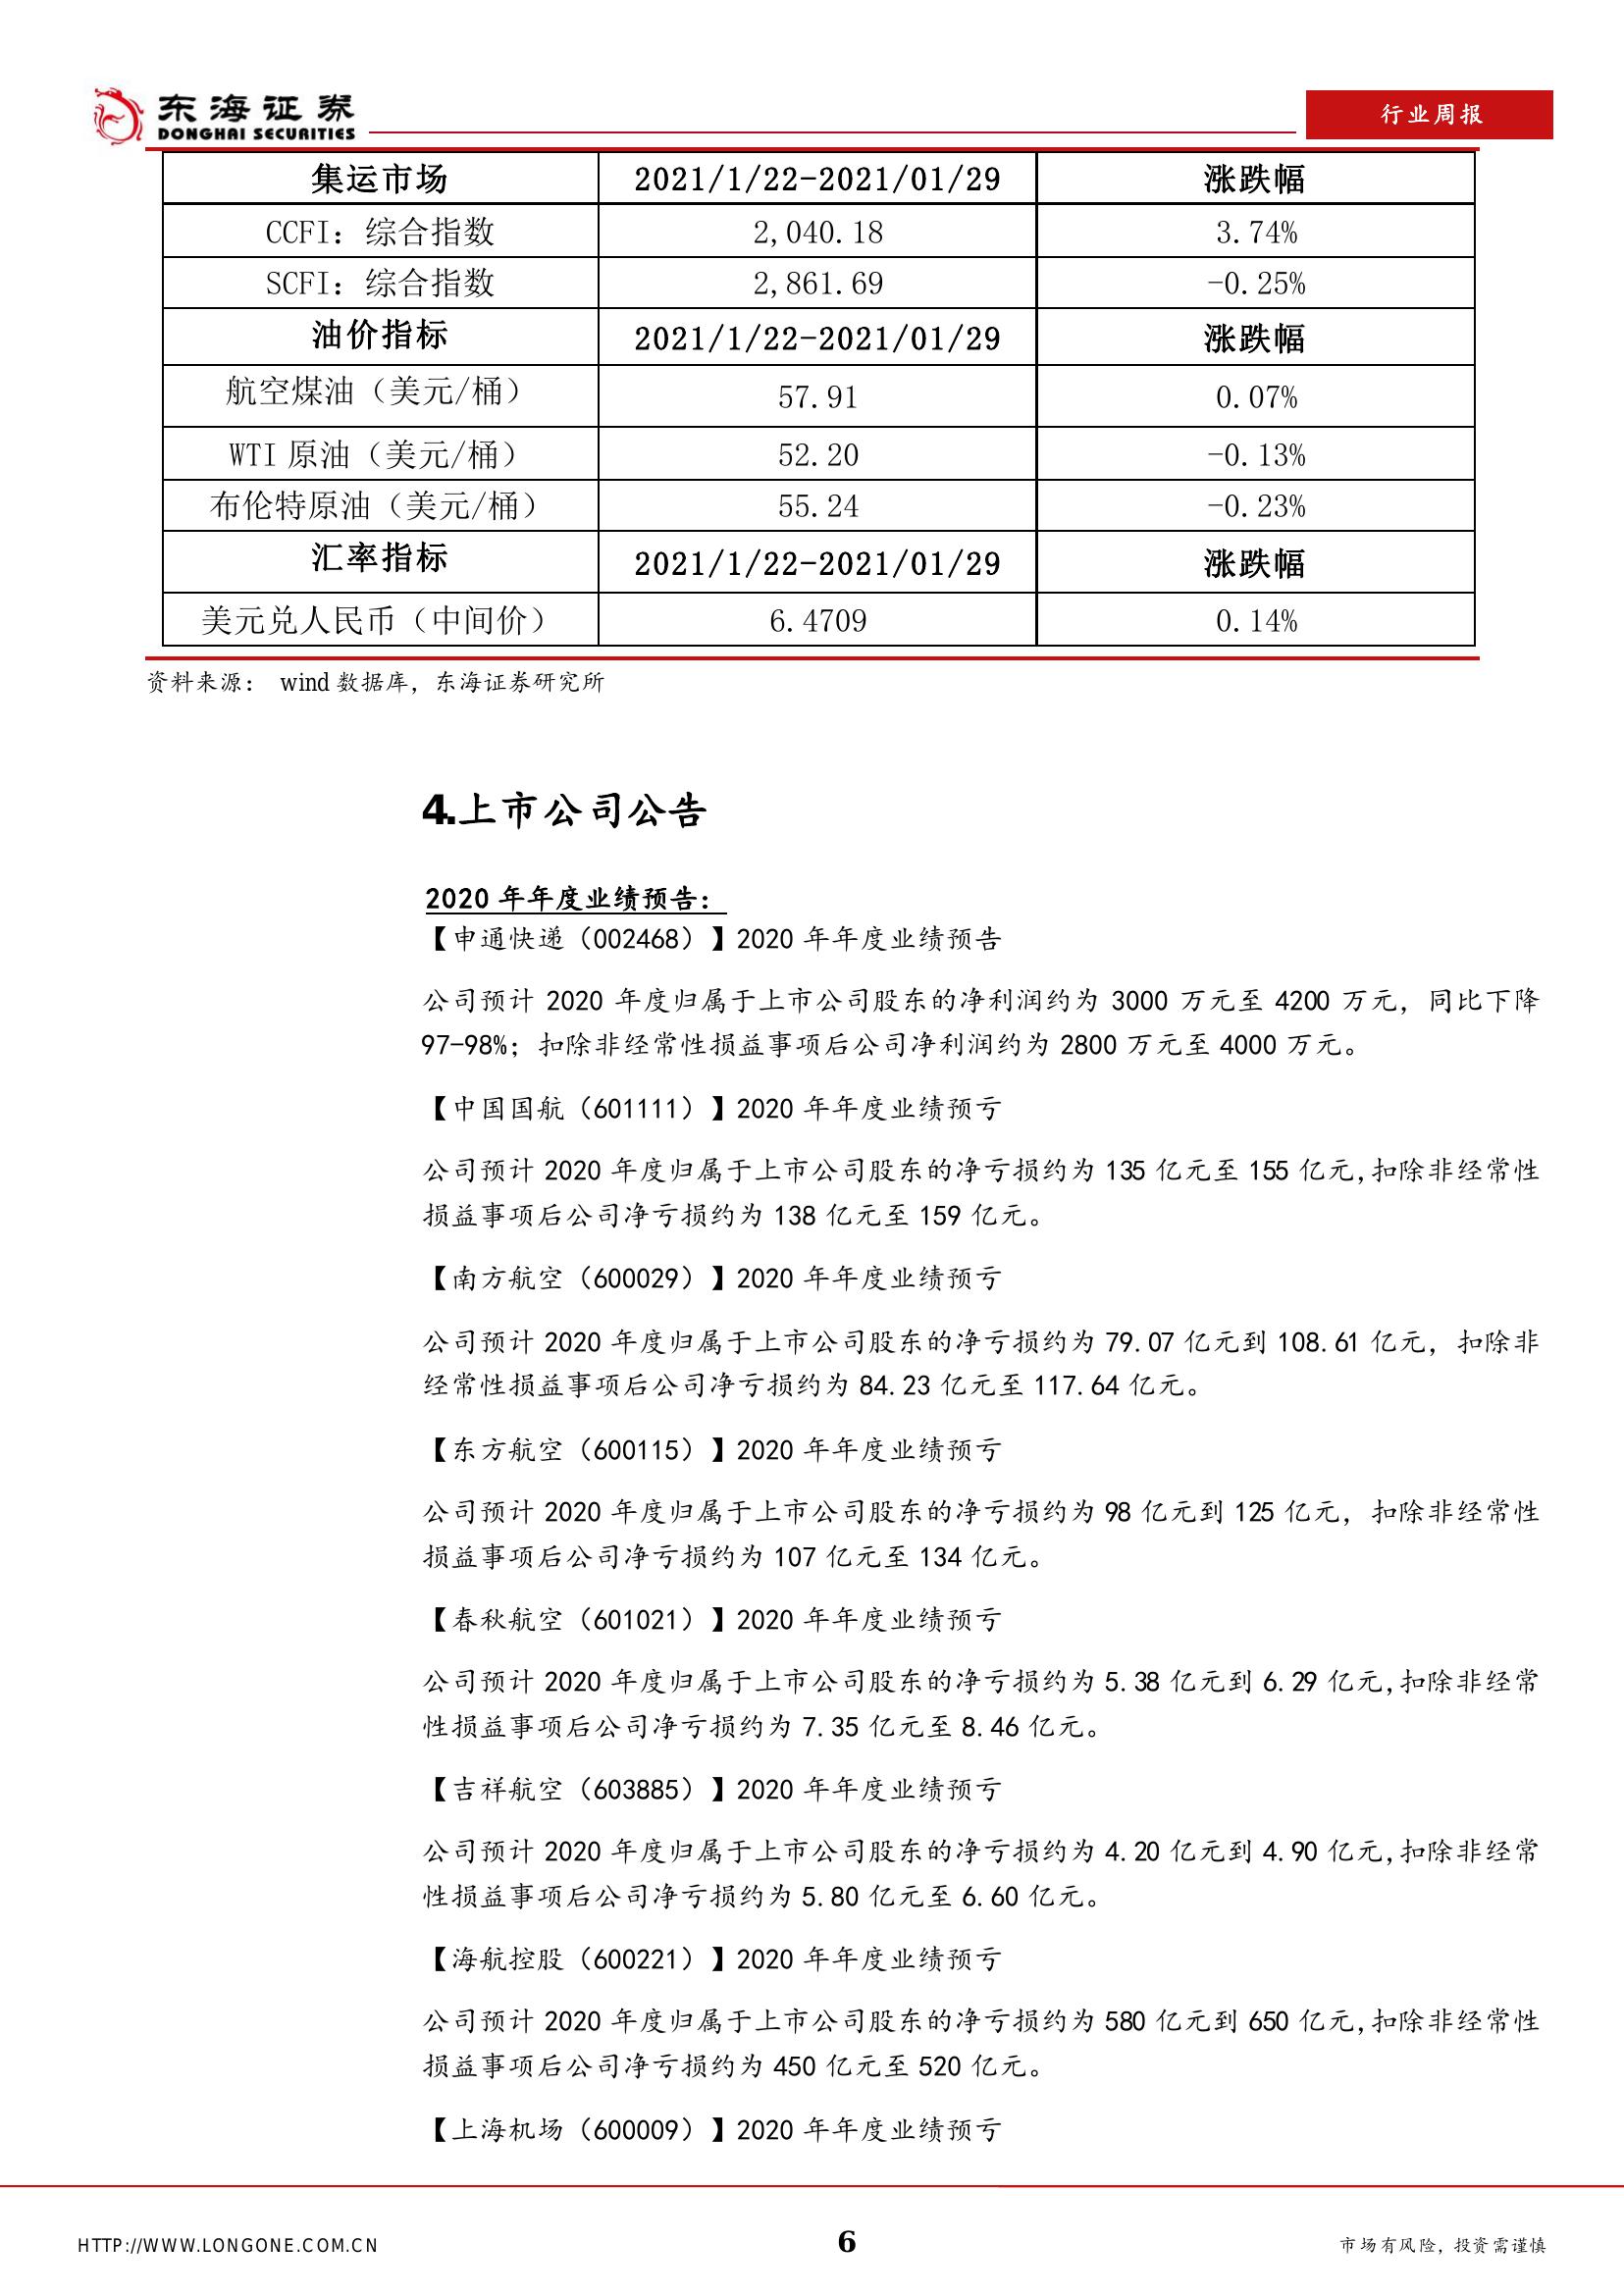 东海证券
DONGHAI SECURITIES
行业周报
集运市场 2021/1/22-2021/01/29 涨跌幅
CCFI：综合指数 2,040.18 3.74%
SCFI：综合指数 2,861.69 -0.25%
油价指标 2021/1/22-2021/01/29 涨跌幅
航空煤油（美元/桶） 57.91 0.07%
WTI 原油（美元/桶） 52.20 -0.13%
布伦特原油（美元/桶） 55.24 -0.23%
汇率指标 2021/1/22-2021/01/29 涨跌幅
美元兑人民币（中间价） 6.4709 0.14%
资料来源： wind 数据库，东海证券研究所
4.上市公司公告
2020 年年度业绩预告：
【申通快递（002468）】2020 年年度业绩预告
公司预计 2020 年度归属于上市公司股东的净利润约为 3000 万元至 4200 万元，同比下降
97-98%；扣除非经常性损益事项后公司净利润约为 2800 万元至 4000 万元。
【中国国航（601111）】2020 年年度业绩预亏
公司预计 2020 年度归属于上市公司股东的净亏损约为 135 亿元至 155 亿元,扣除非经常性
损益事项后公司净亏损约为 138 亿元至 159 亿元。
【南方航空（600029）】2020 年年度业绩预亏
公司预计 2020 年度归属于上市公司股东的净亏损约为 79.07 亿元到 108.61 亿元，扣除非
经常性损益事项后公司净亏损约为 84.23 亿元至 117.64 亿元。
【东方航空（600115）】2020 年年度业绩预亏
公司预计 2020 年度归属于上市公司股东的净亏损约为 98 亿元到 125 亿元，扣除非经常性
损益事项后公司净亏损约为 107 亿元至 134 亿元。
【春秋航空（601021）】2020 年年度业绩预亏
公司预计 2020 年度归属于上市公司股东的净亏损约为 5.38 亿元到 6.29 亿元,扣除非经常
性损益事项后公司净亏损约为 7.35 亿元至 8.46 亿元。
【吉祥航空（603885）】2020 年年度业绩预亏
公司预计 2020 年度归属于上市公司股东的净亏损约为 4.20 亿元到 4.90 亿元,扣除非经常
性损益事项后公司净亏损约为 5.80 亿元至 6.60 亿元。
【海航控股（600221）】2020 年年度业绩预亏
公司预计 2020 年度归属于上市公司股东的净亏损约为 580 亿元到 650 亿元,扣除非经常性
损益事项后公司净亏损约为 450 亿元至 520 亿元。
【上海机场（600009）】2020 年年度业绩预亏
HTTP://WWW.LONGONE.COM.CN 6 市场有风险，投资需谨慎